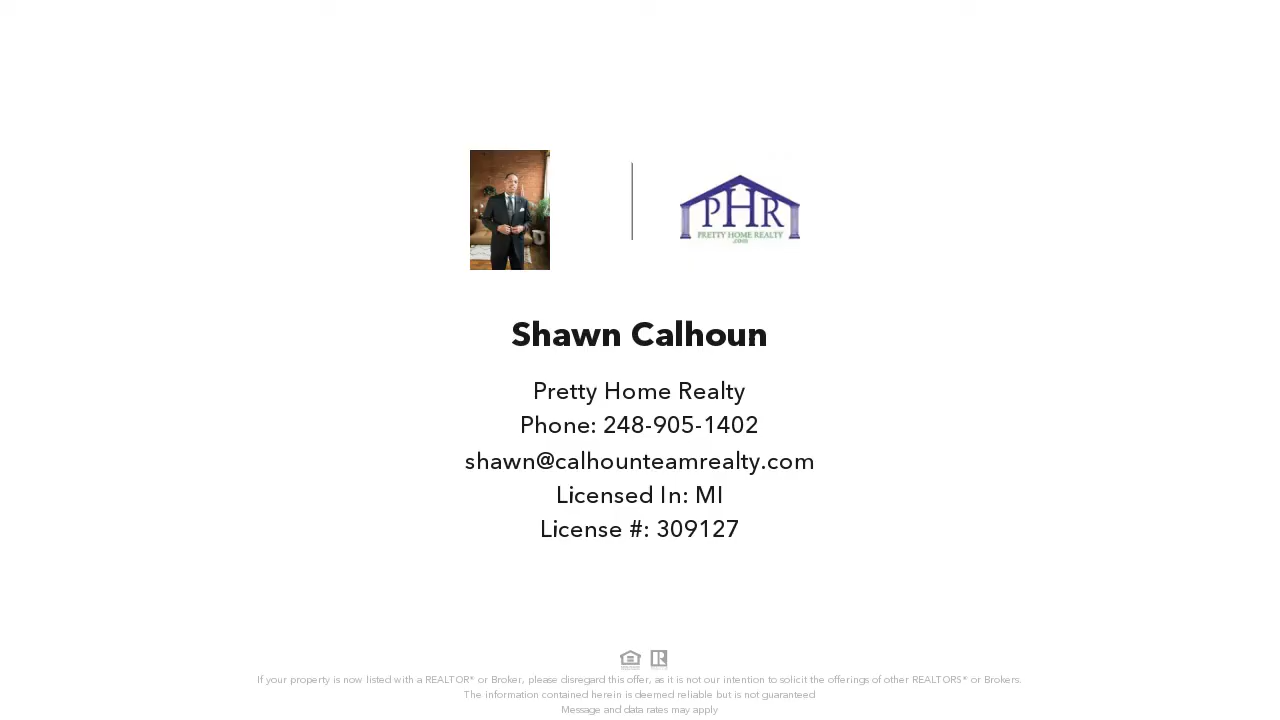 PHR
PRETTY HOME REALTY
.com
Shawn Calhoun
Pretty Home Realty
Phone: 248-905-1402
shawn@calhounteamrealty.com
Licensed In: MI
License #: 309127
If your property is now listed with a REALTOR® or Broker, please disregard this offer, as it is not our intention to solicit the offerings of other REALTORS® or Brokers.
The information contained herein is deemed reliable but is not guaranteed
Message and data rates may apply